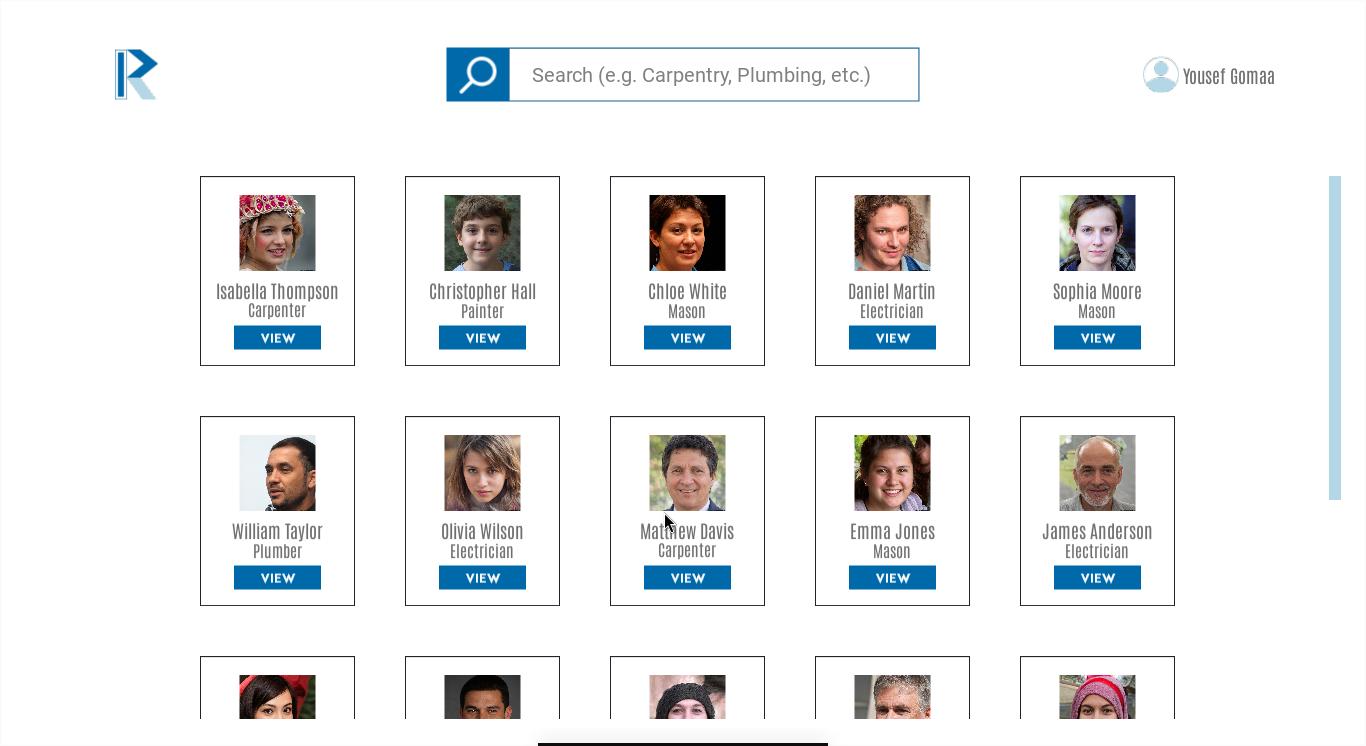 R
Search (e.g. Carpentry, Plumbing, etc.)
Yousef Gomaa
Isabella Thompson
Carpenter
VIEW
Christopher Hall
Painter
VIEW
Chloe White
Mason
VIEW
Daniel Martin
Electrician
VIEW
Sophia Moore
Mason
VIEW
William Taylor
Plumber
VIEW
Olivia Wilson
Electrician
VIEW
Matthew Davis
Carpenter
VIEW
Emma Jones
Mason
VIEW
James Anderson
Electrician
VIEW